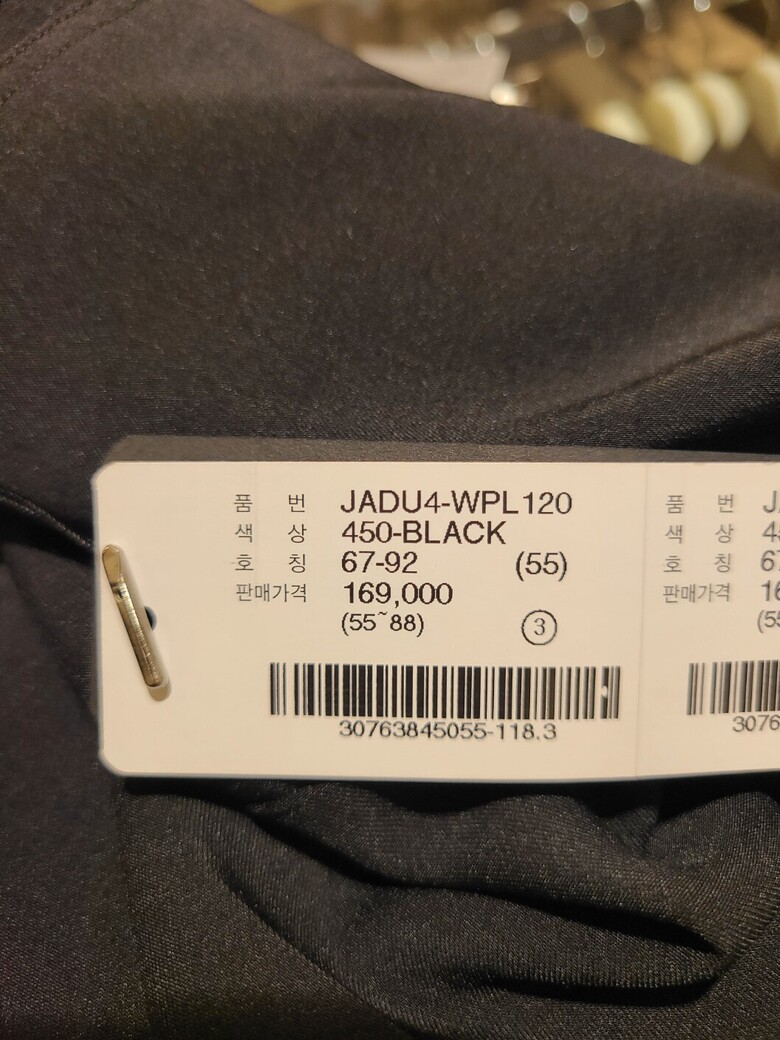 품 번 JADU4-WPL120
색 상 450-BLACK
호 칭 67-92 (55)
판매가격 169,000
(55~88) ③
30763845055-118.3
품 번
색 상
호 칭
판매가격